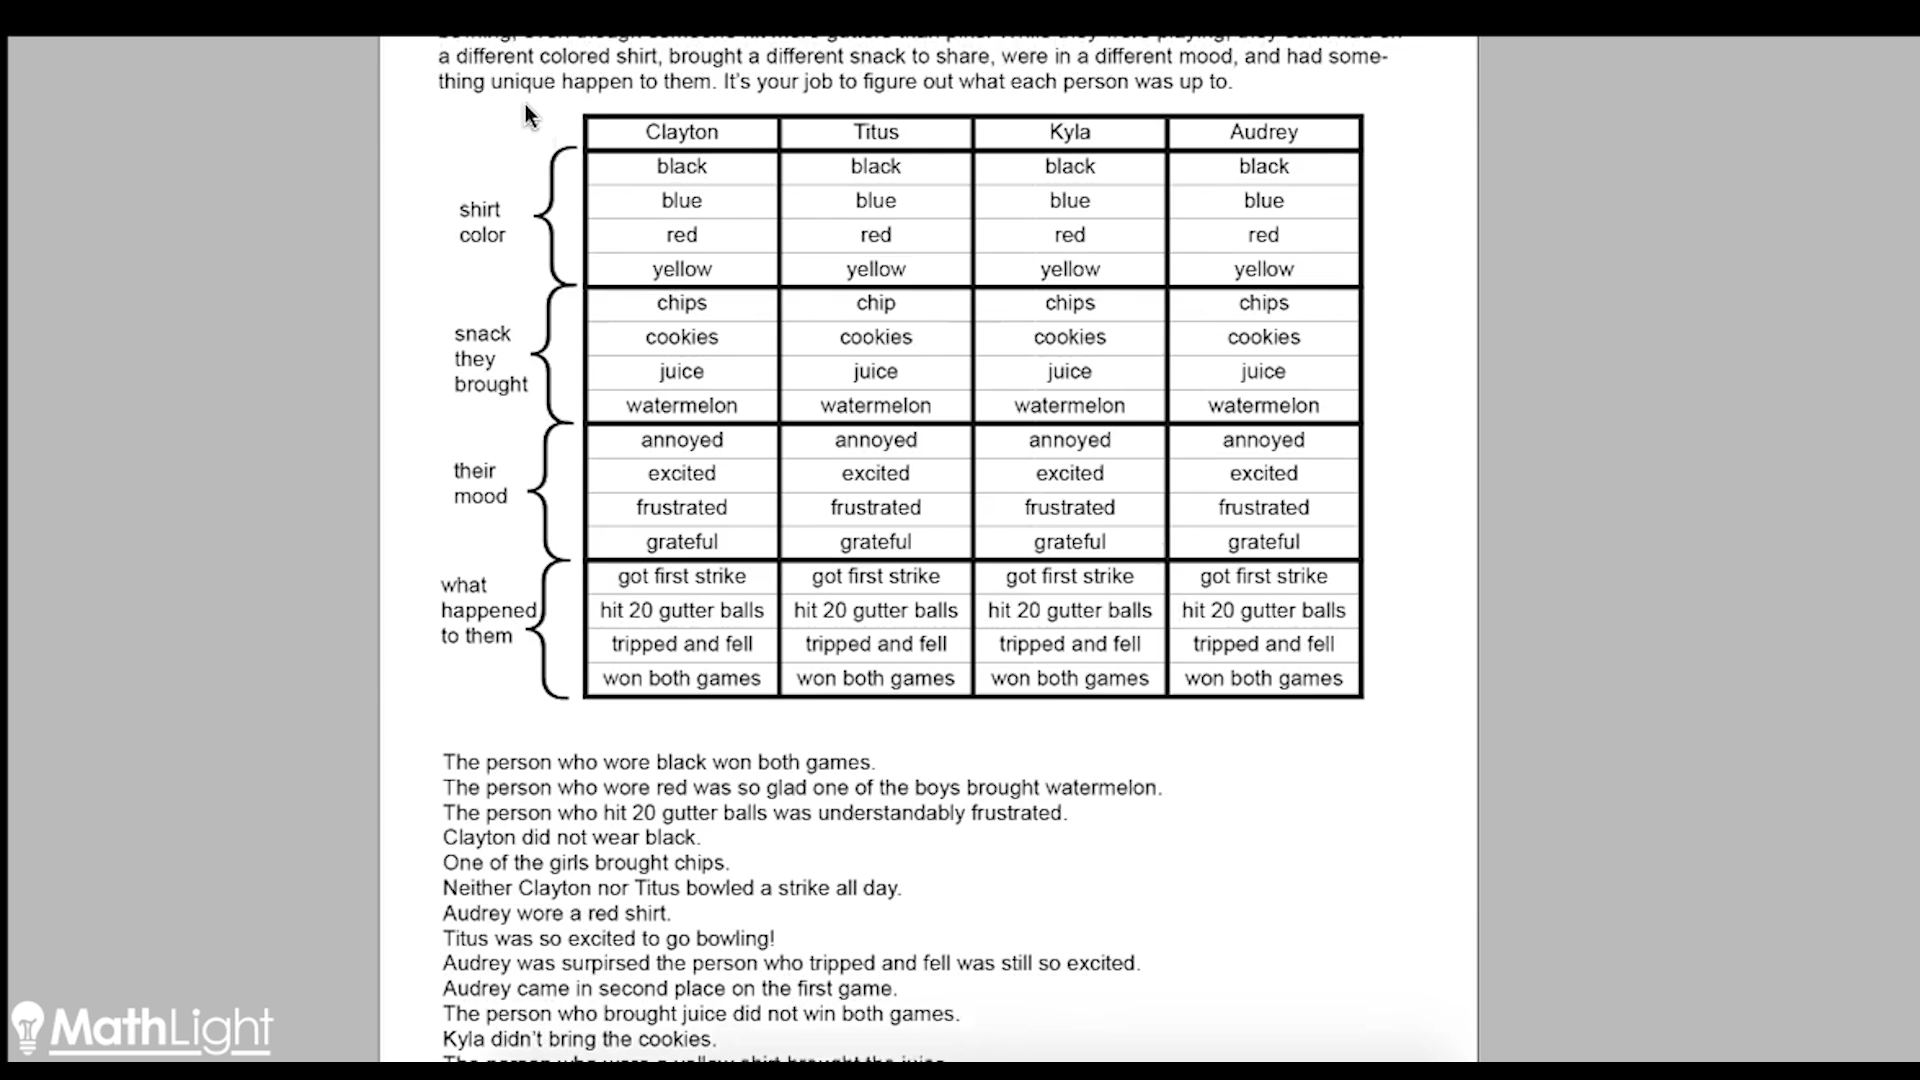 a different colored shirt, brought a different snack to share, were in a different mood, and had some-
thing unique happen to them. It's your job to figure out what each person was up to.
Clayton Titus Kyla Audrey
shirt
color
black black black black
blue blue blue blue
red red red red
yellow yellow yellow yellow
snack
they
brought
chips chip chips chips
cookies cookies cookies cookies
juice juice juice juice
watermelon watermelon watermelon watermelon
their
mood
annoyed annoyed annoyed annoyed
excited excited excited excited
frustrated frustrated frustrated frustrated
grateful grateful grateful grateful
what
happened
to them
got first strike got first strike got first strike got first strike
hit 20 gutter balls hit 20 gutter balls hit 20 gutter balls hit 20 gutter balls
tripped and fell tripped and fell tripped and fell tripped and fell
won both games won both games won both games won both games
The person who wore black won both games.
The person who wore red was so glad one of the boys brought watermelon.
The person who hit 20 gutter balls was understandably frustrated.
Clayton did not wear black.
One of the girls brought chips.
Neither Clayton nor Titus bowled a strike all day.
Audrey wore a red shirt.
Titus was so excited to go bowling!
Audrey was surpirsed the person who tripped and fell was still so excited.
Audrey came in second place on the first game.
The person who brought juice did not win both games.
Kyla didn't bring the cookies.
The person who wore a yellow shirt brought the juice
MathLight